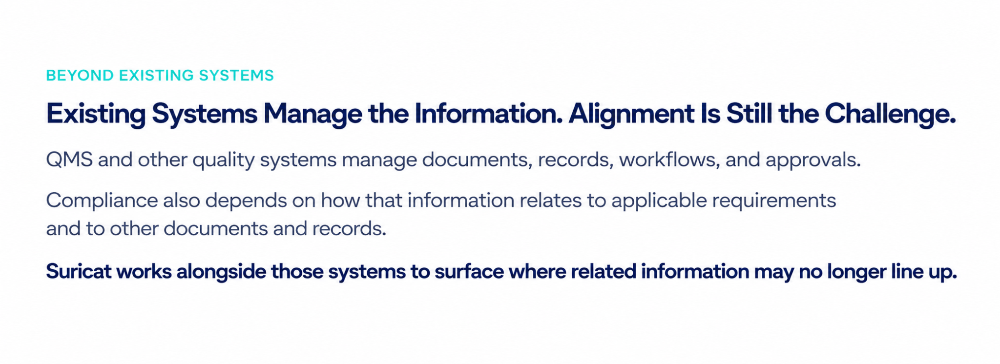 BEYOND EXISTING SYSTEMS
Existing Systems Manage the Information. Alignment Is Still the Challenge.
QMS and other quality systems manage documents, records, workflows, and approvals.
Compliance also depends on how that information relates to applicable requirements
and to other documents and records.
Suricat works alongside those systems to surface where related information may no longer line up.